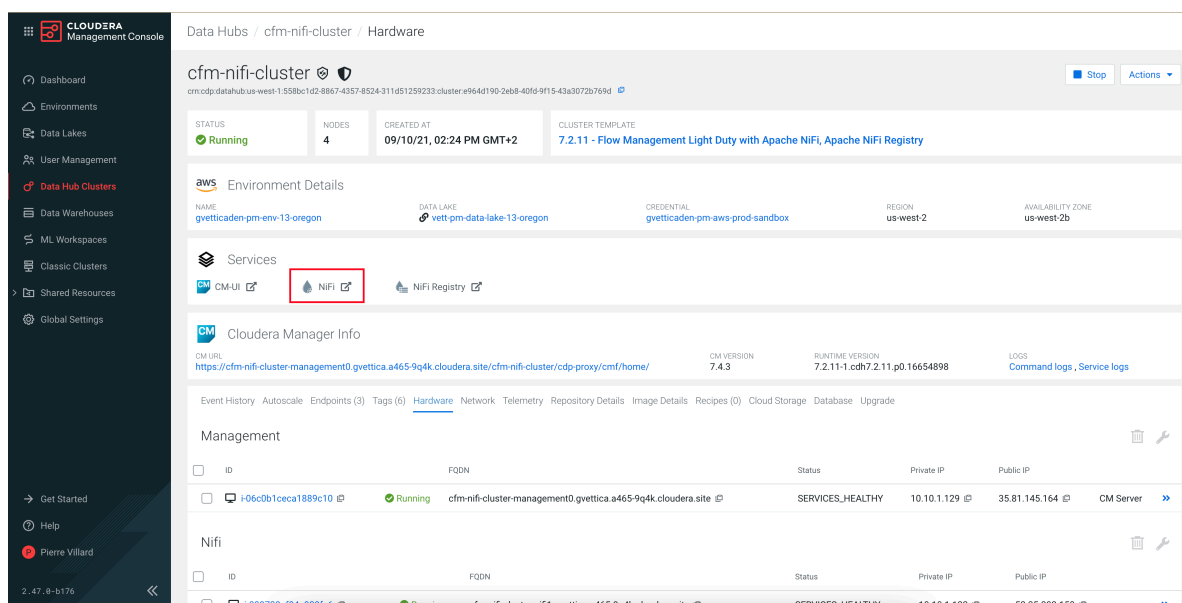 CLOUDERA
Management Console
Dashboard
Environments
Data Lakes
User Management
Data Hub Clusters
Data Warehouses
ML Workspaces
Classic Clusters
Shared Resources
Global Settings
Get Started
Help
P Pierre Villard
2.47.0-b176
Data Hubs / cfm-nifi-cluster / Hardware
cfm-nifi-cluster
Stop
Actions
crn:cdp:datahub:us-west-1:558bc1d2-8867-4357-8524-311d51259233:cluster:e964d190-2eb8-40fd-9f15-43a3072b769d
STATUS NODES CREATED AT CLUSTER TEMPLATE
Running 4 09/10/21, 02:24 PM GMT+2 7.2.11 - Flow Management Light Duty with Apache NiFi, Apache NiFi Registry
aws Environment Details
NAME DATA LAKE CREDENTIAL REGION AVAILABILITY ZONE
gvetticaden-pm-env-13-oregon vett-pm-data-lake-13-oregon gvetticaden-pm-aws-prod-sandbox us-west-2 us-west-2b
Services
CM CM-UI NiFi NiFi Registry
CM Cloudera Manager Info
CM URL CM VERSION RUNTIME VERSION LOGS
https://cfm-nifi-cluster-management0.gvettica.a465-9q4k.cloudera.site/cfm-nifi-cluster/cdp-proxy/cmf/home/ 7.4.3 7.2.11-1.cdh7.2.11.p0.16654898 Command logs , Service logs
Event History Autoscale Endpoints (3) Tags (6) Hardware Network Telemetry Repository Details Image Details Recipes (0) Cloud Storage Database Upgrade
Management
ID FQDN Status Private IP Public IP
i-06c0b1ceca1889c10 Running cfm-nifi-cluster-management0.gvettica.a465-9q4k.cloudera.site SERVICES_HEALTHY 10.10.1.129 35.81.145.164 CM Server
Nifi
ID FQDN Status Private IP Public IP